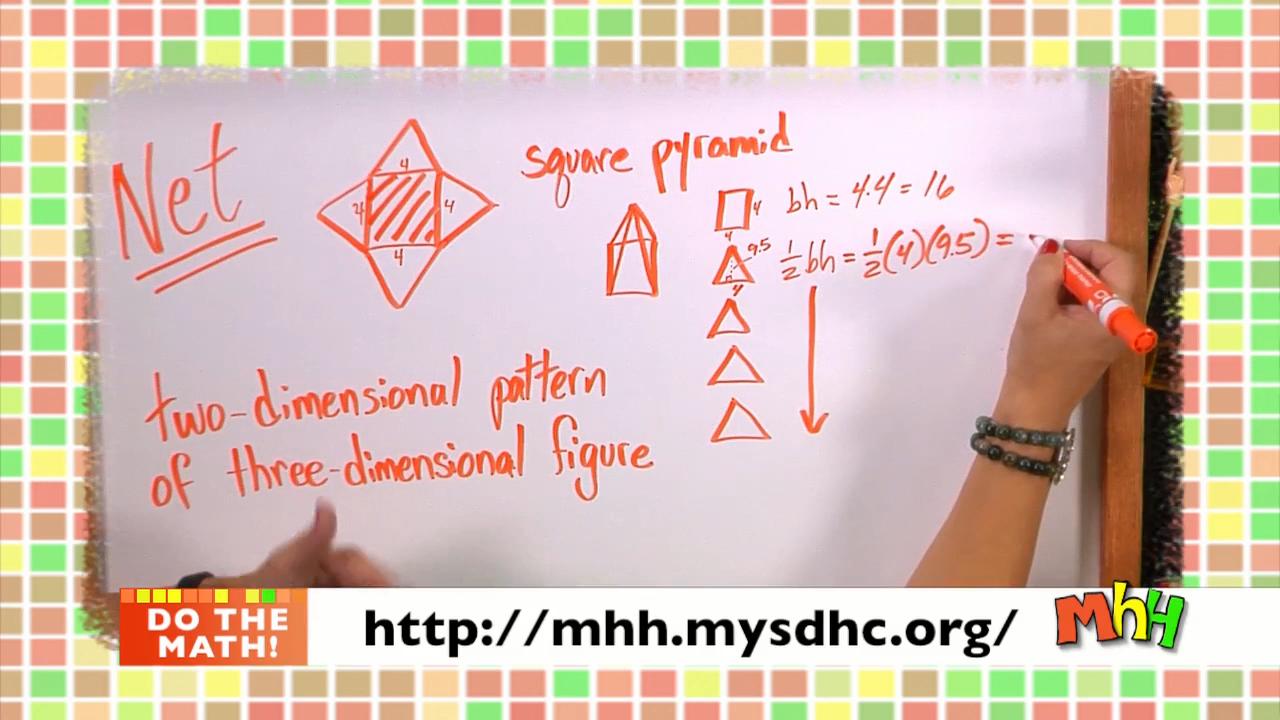 Net
4
4
4
4
square pyramid
4
4
bh = 4·4 = 16
9.5
4
1/2 bh = 1/2 (4)(9.5) =
two-dimensional pattern
of three-dimensional figure
DO THE
MATH!
http://mhh.mysdhc.org/
MhH